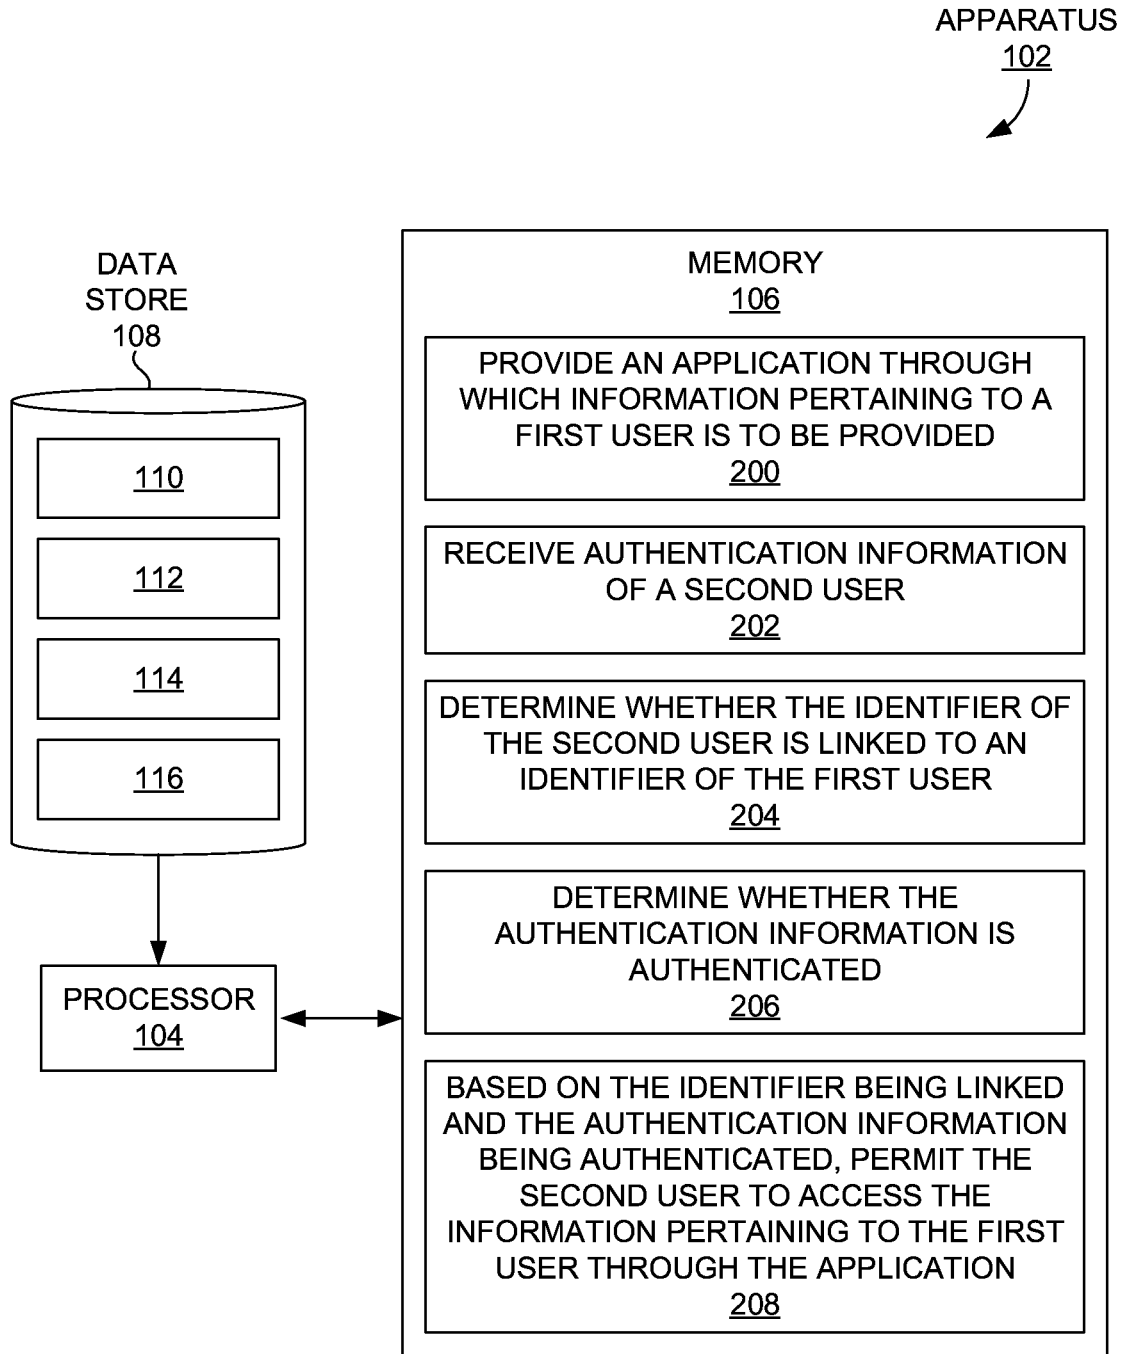 APPARATUS
102
DATA
STORE
108
110
112
114
116
PROCESSOR
104
MEMORY
106
PROVIDE AN APPLICATION THROUGH
WHICH INFORMATION PERTAINING TO A
FIRST USER IS TO BE PROVIDED
200
RECEIVE AUTHENTICATION INFORMATION
OF A SECOND USER
202
DETERMINE WHETHER THE IDENTIFIER OF
THE SECOND USER IS LINKED TO AN
IDENTIFIER OF THE FIRST USER
204
DETERMINE WHETHER THE
AUTHENTICATION INFORMATION IS
AUTHENTICATED
206
BASED ON THE IDENTIFIER BEING LINKED
AND THE AUTHENTICATION INFORMATION
BEING AUTHENTICATED, PERMIT THE
SECOND USER TO ACCESS THE
INFORMATION PERTAINING TO THE FIRST
USER THROUGH THE APPLICATION
208